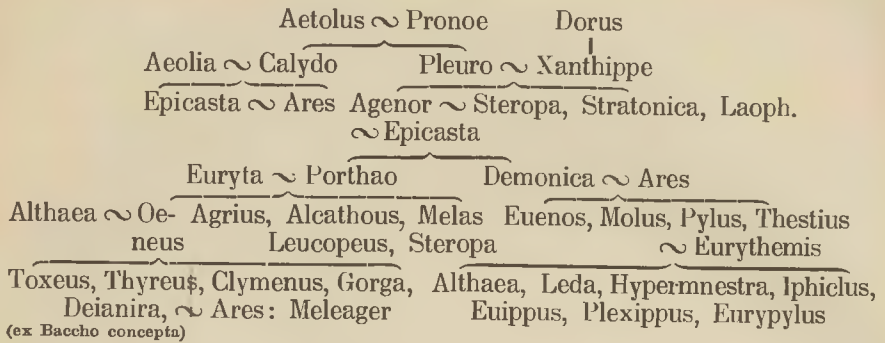 Aetolus ∾ Pronoe Dorus
Aeolia ∾ Calydo Pleuro ∾ Xanthippe
Epicasta ∾ Ares Agenor ∾ Steropa, Stratonica, Laoph.
∾ Epicasta
Euryta ∾ Porthao Demonica ∾ Ares
Althaea ∾ Oe- Agrius, Alcathous, Melas Euenos, Molus, Pylus, Thestius
neus Leucopeus, Steropa ∾ Eurythemis
Toxeus, Thyreus, Clymenus, Gorga, Althaea, Leda, Hypermnestra, Iphiclus,
Deianira, ∾ Ares: Meleager Euippus, Plexippus, Eurypylus
(ex Baccho concepta)